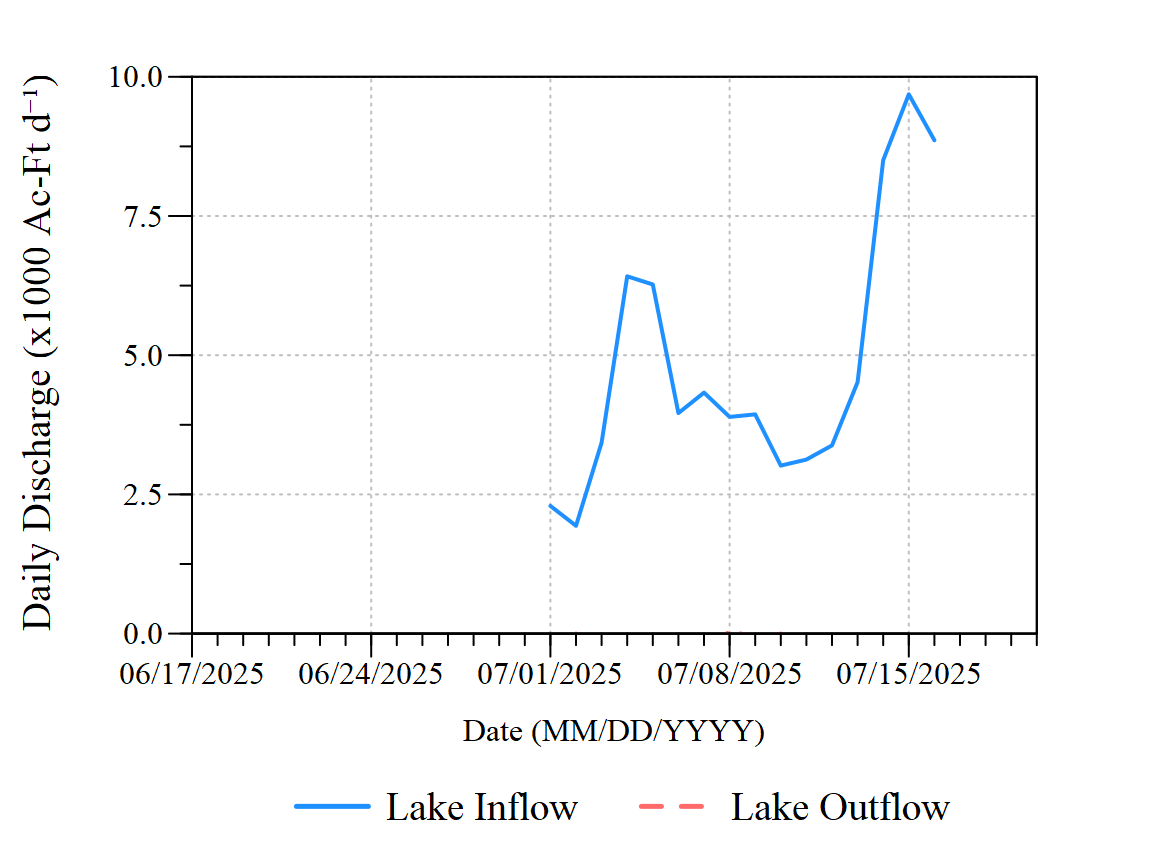 Daily Discharge (x1000 Ac-Ft d⁻¹)
10.0
7.5
5.0
2.5
0.0
06/17/2025 06/24/2025 07/01/2025 07/08/2025 07/15/2025
Date (MM/DD/YYYY)
Lake Inflow Lake Outflow